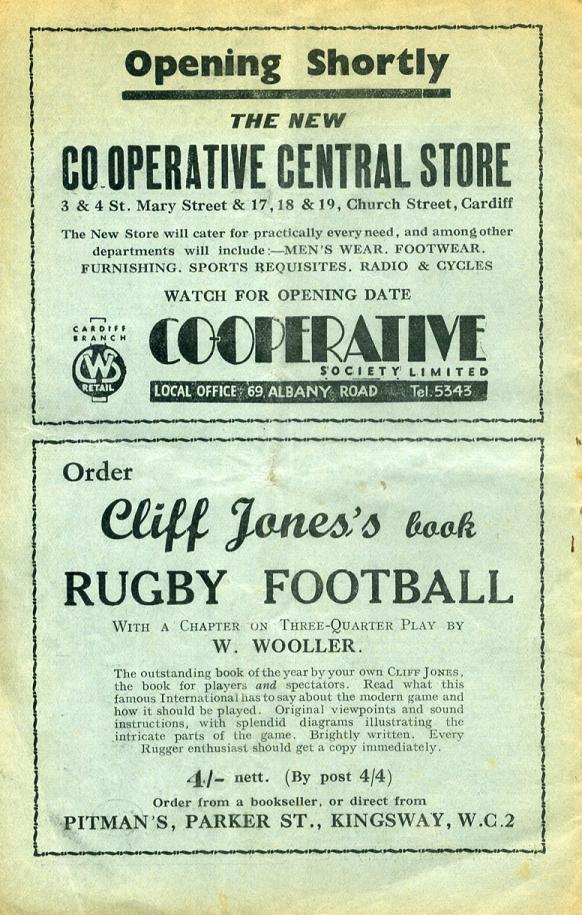 Opening Shortly
THE NEW
CO.OPERATIVE CENTRAL STORE
3 & 4 St. Mary Street & 17, 18 & 19, Church Street, Cardiff
The New Store will cater for practically every need, and among other
departments will include:—MEN'S WEAR. FOOTWEAR.
FURNISHING. SPORTS REQUISITES. RADIO & CYCLES
WATCH FOR OPENING DATE
CARDIFF
BRANCH
CWS
RETAIL
CO-OPERATIVE
SOCIETY LIMITED
LOCAL OFFICE: 69, ALBANY ROAD Tel. 5343
Order
Cliff Jones's book
RUGBY FOOTBALL
WITH A CHAPTER ON THREE-QUARTER PLAY BY
W. WOOLLER.
The outstanding book of the year by your own CLIFF JONES,
the book for players and spectators. Read what this
famous International has to say about the modern game and
how it should be played. Original viewpoints and sound
instructions, with splendid diagrams illustrating the
intricate parts of the game. Brightly written. Every
Rugger enthusiast should get a copy immediately.
4/- nett. (By post 4/4)
Order from a bookseller, or direct from
PITMAN'S, PARKER ST., KINGSWAY, W.C.2